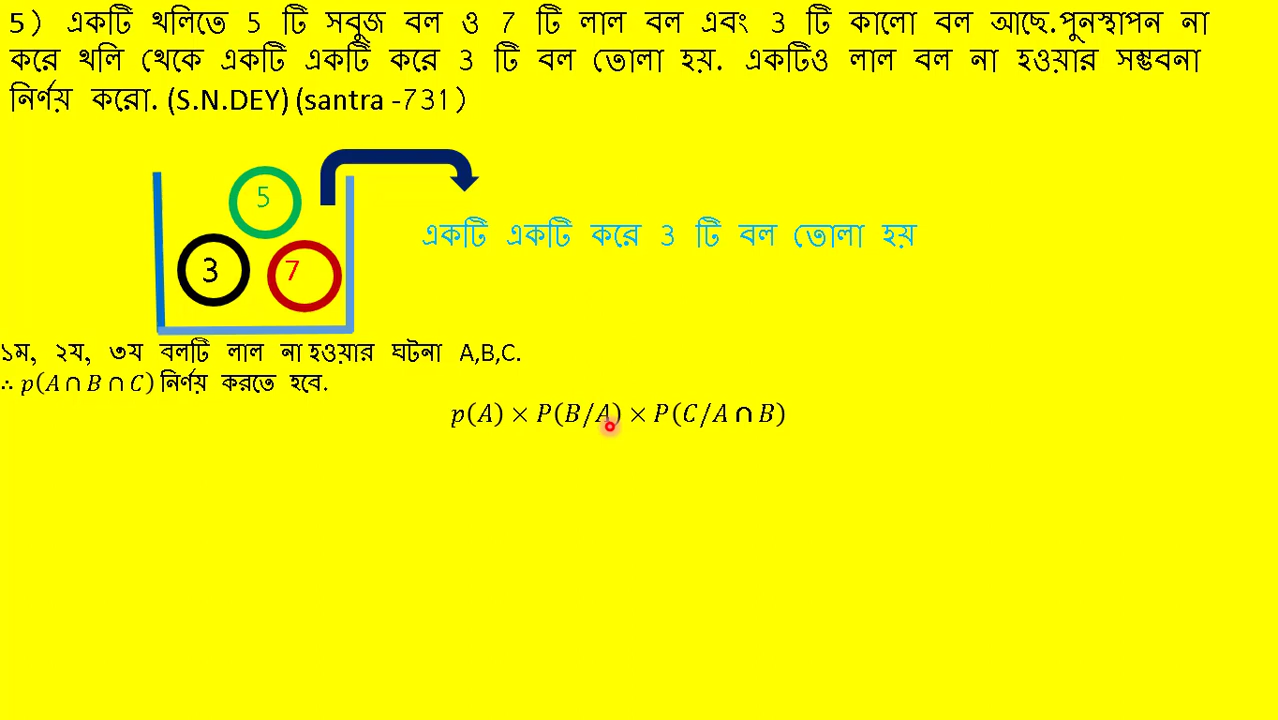 5) একটি থলিতে 5 টি সবুজ বল ও 7 টি লাল বল এবং 3 টি কালো বল আছে.পুনস্থাপন না
করে থলি থেকে একটি একটি করে 3 টি বল তোলা হয়. একটিও লাল বল না হওয়ার সম্ভবনা
নির্ণয় করো. (S.N.DEY) (santra -731)
5
একটি একটি করে 3 টি বল তোলা হয়
3 7
১ম, ২য, ৩য বলটি লাল না হওয়ার ঘটনা A,B,C.
∴ p(A∩B∩C) নির্ণয় করতে হবে.
p(A) × P(B/A) × P(C/A ∩ B)